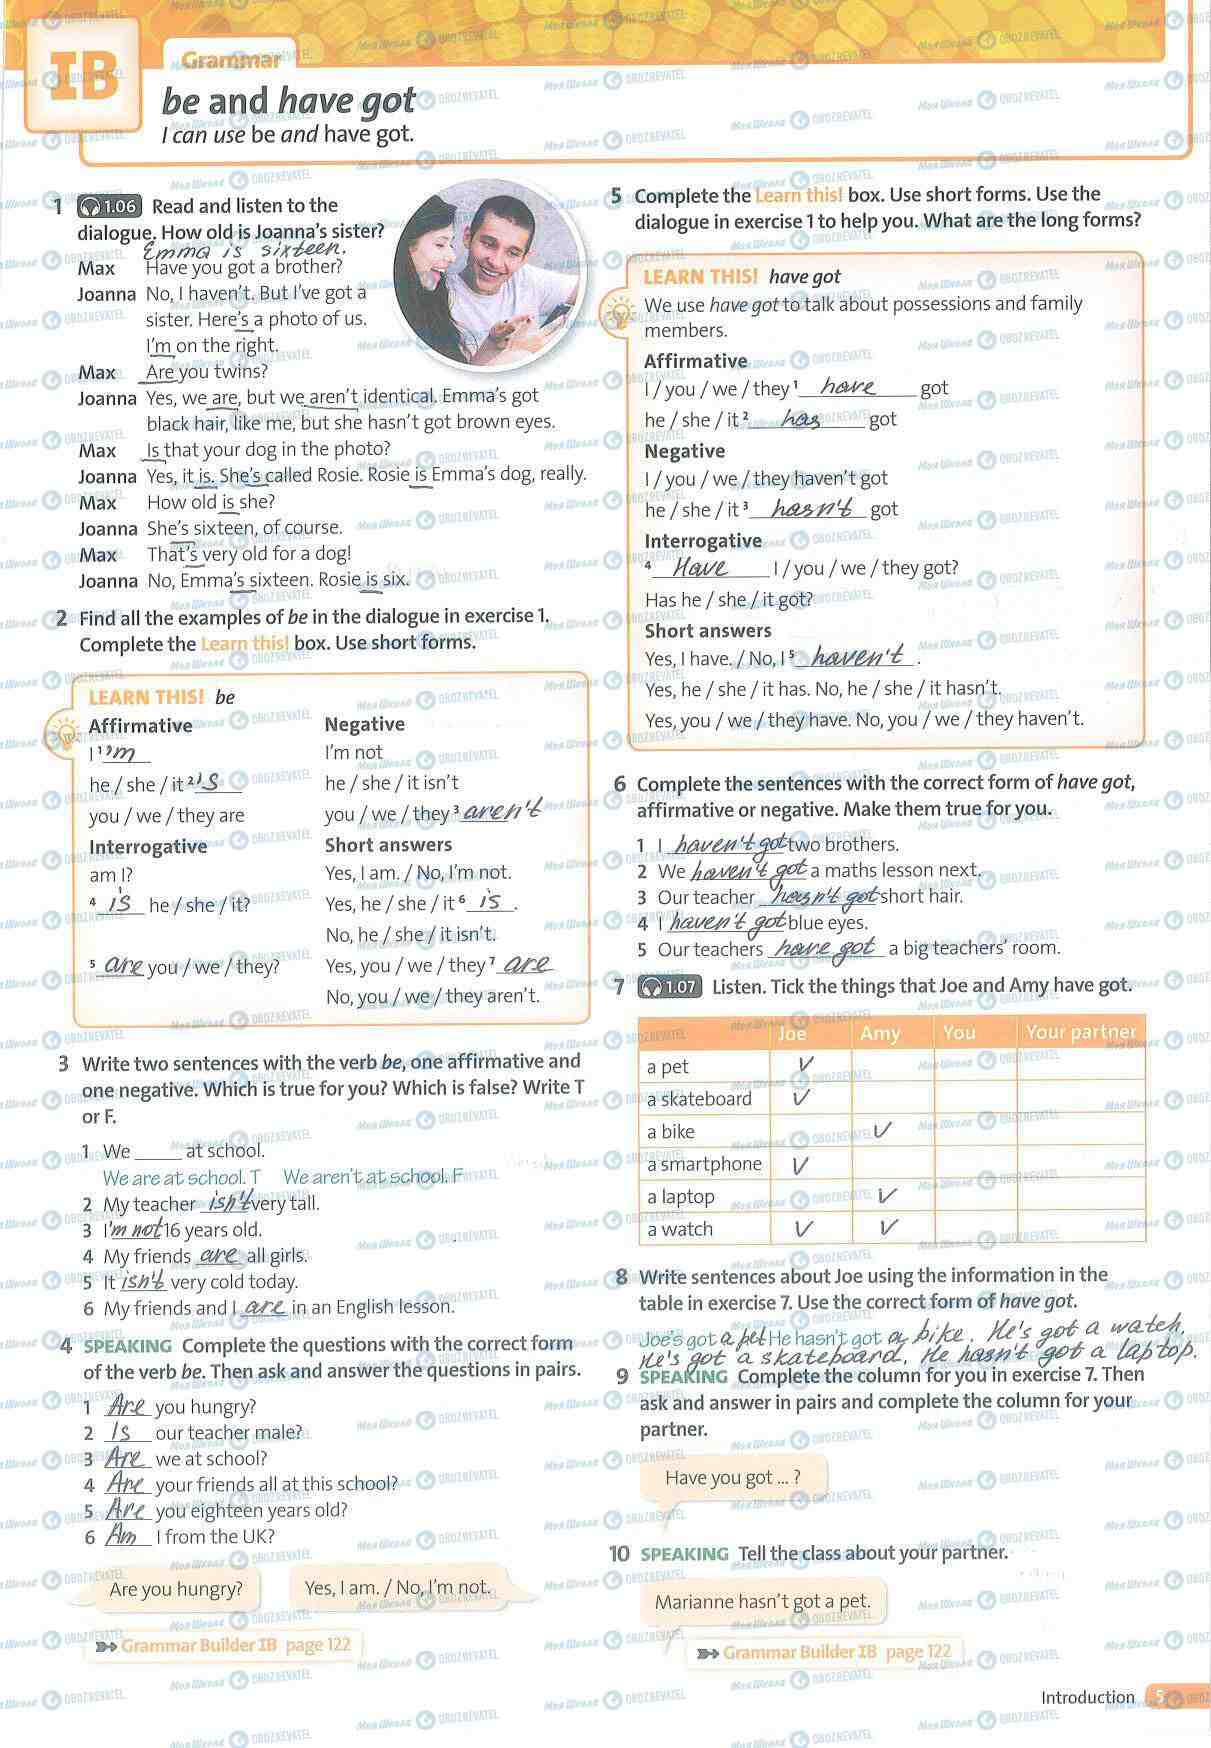 IB
Grammar
be and have got
I can use be and have got.
1 1.06 Read and listen to the
dialogue. How old is Joanna's sister?
Emma is sixteen.
Max Have you got a brother?
Joanna No, I haven't. But I've got a
sister. Here's a photo of us.
I'm on the right.
Max Are you twins?
Joanna Yes, we are, but we aren't identical. Emma's got
black hair, like me, but she hasn't got brown eyes.
Max Is that your dog in the photo?
Joanna Yes, it is. She's called Rosie. Rosie is Emma's dog, really.
Max How old is she?
Joanna She's sixteen, of course.
Max That's very old for a dog!
Joanna No, Emma's sixteen. Rosie is six.
2 Find all the examples of be in the dialogue in exercise 1.
Complete the Learn this! box. Use short forms.
LEARN THIS! be
Affirmative Negative
I 1 'm I'm not
he / she / it 2 's he / she / it isn't
you / we / they are you / we / they 3 aren't
Interrogative Short answers
am I? Yes, I am. / No, I'm not.
4 is he / she / it? Yes, he / she / it 6 is.
No, he / she / it isn't.
5 are you / we / they? Yes, you / we / they 7 are
No, you / we / they aren't.
3 Write two sentences with the verb be, one affirmative and
one negative. Which is true for you? Which is false? Write T
or F.
1 We _____ at school.
We are at school. T We aren't at school. F
2 My teacher isn't very tall.
3 I'm not 16 years old.
4 My friends are all girls.
5 It isn't very cold today.
6 My friends and I are in an English lesson.
4 SPEAKING Complete the questions with the correct form
of the verb be. Then ask and answer the questions in pairs.
1 Are you hungry?
2 Is our teacher male?
3 Are we at school?
4 Are your friends all at this school?
5 Are you eighteen years old?
6 Am I from the UK?
Are you hungry? Yes, I am. / No, I'm not.
Grammar Builder IB page 122
5 Complete the Learn this! box. Use short forms. Use the
dialogue in exercise 1 to help you. What are the long forms?
LEARN THIS! have got
We use have got to talk about possessions and family
members.
Affirmative
I / you / we / they 1 have got
he / she / it 2 has got
Negative
I / you / we / they haven't got
he / she / it 3 hasn't got
Interrogative
4 Have I / you / we / they got?
Has he / she / it got?
Short answers
Yes, I have. / No, I 5 haven't .
Yes, he / she / it has. No, he / she / it hasn't.
Yes, you / we / they have. No, you / we / they haven't.
6 Complete the sentences with the correct form of have got,
affirmative or negative. Make them true for you.
1 I haven't got two brothers.
2 We haven't got a maths lesson next.
3 Our teacher hasn't got short hair.
4 I haven't got blue eyes.
5 Our teachers have got a big teachers' room.
7 1.07 Listen. Tick the things that Joe and Amy have got.
Joe Amy You Your partner
a pet ✓
a skateboard ✓
a bike ✓
a smartphone ✓
a laptop ✓
a watch ✓ ✓
8 Write sentences about Joe using the information in the
table in exercise 7. Use the correct form of have got.
Joe's got a pet He hasn't got a bike. He's got a watch.
He's got a skateboard. He hasn't got a laptop.
9 SPEAKING Complete the column for you in exercise 7. Then
ask and answer in pairs and complete the column for your
partner.
Have you got ... ?
10 SPEAKING Tell the class about your partner.
Marianne hasn't got a pet.
Grammar Builder IB page 122
Introduction 5